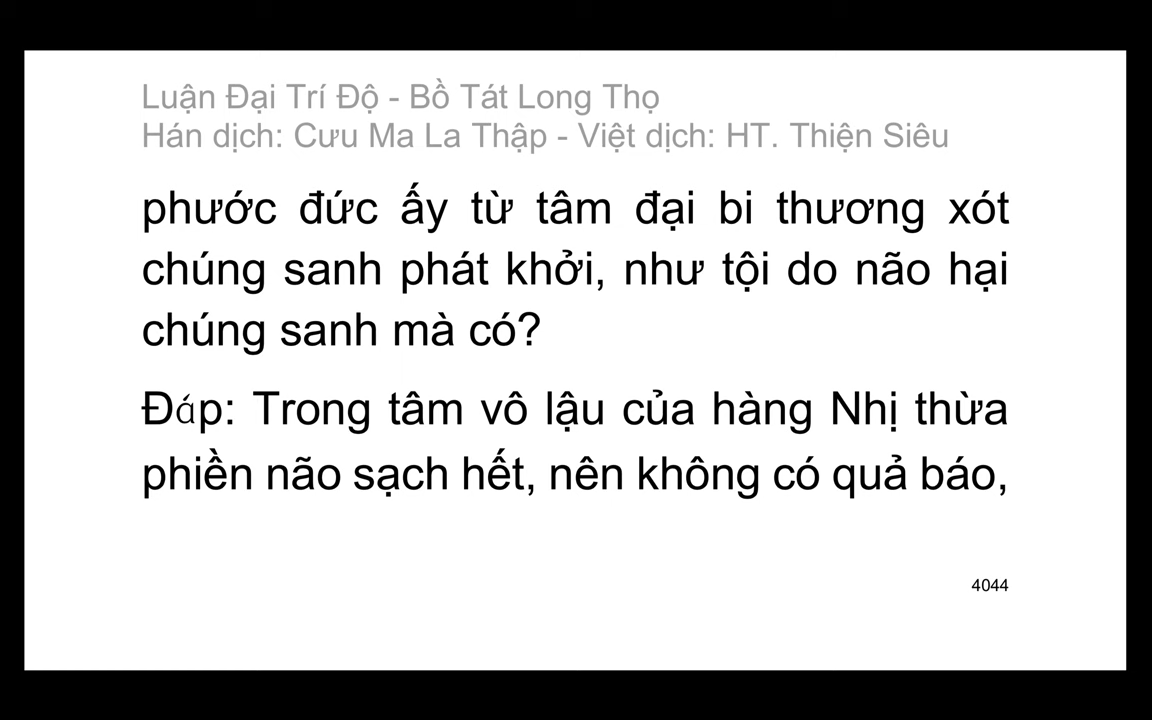 Luận Đại Trí Độ - Bồ Tát Long Thọ
Hán dịch: Cưu Ma La Thập - Việt dịch: HT. Thiện Siêu
phước đức ấy từ tâm đại bi thương xót
chúng sanh phát khởi, như tội do não hại
chúng sanh mà có?
Đáp: Trong tâm vô lậu của hàng Nhị thừa
phiền não sạch hết, nên không có quả báo,
4044